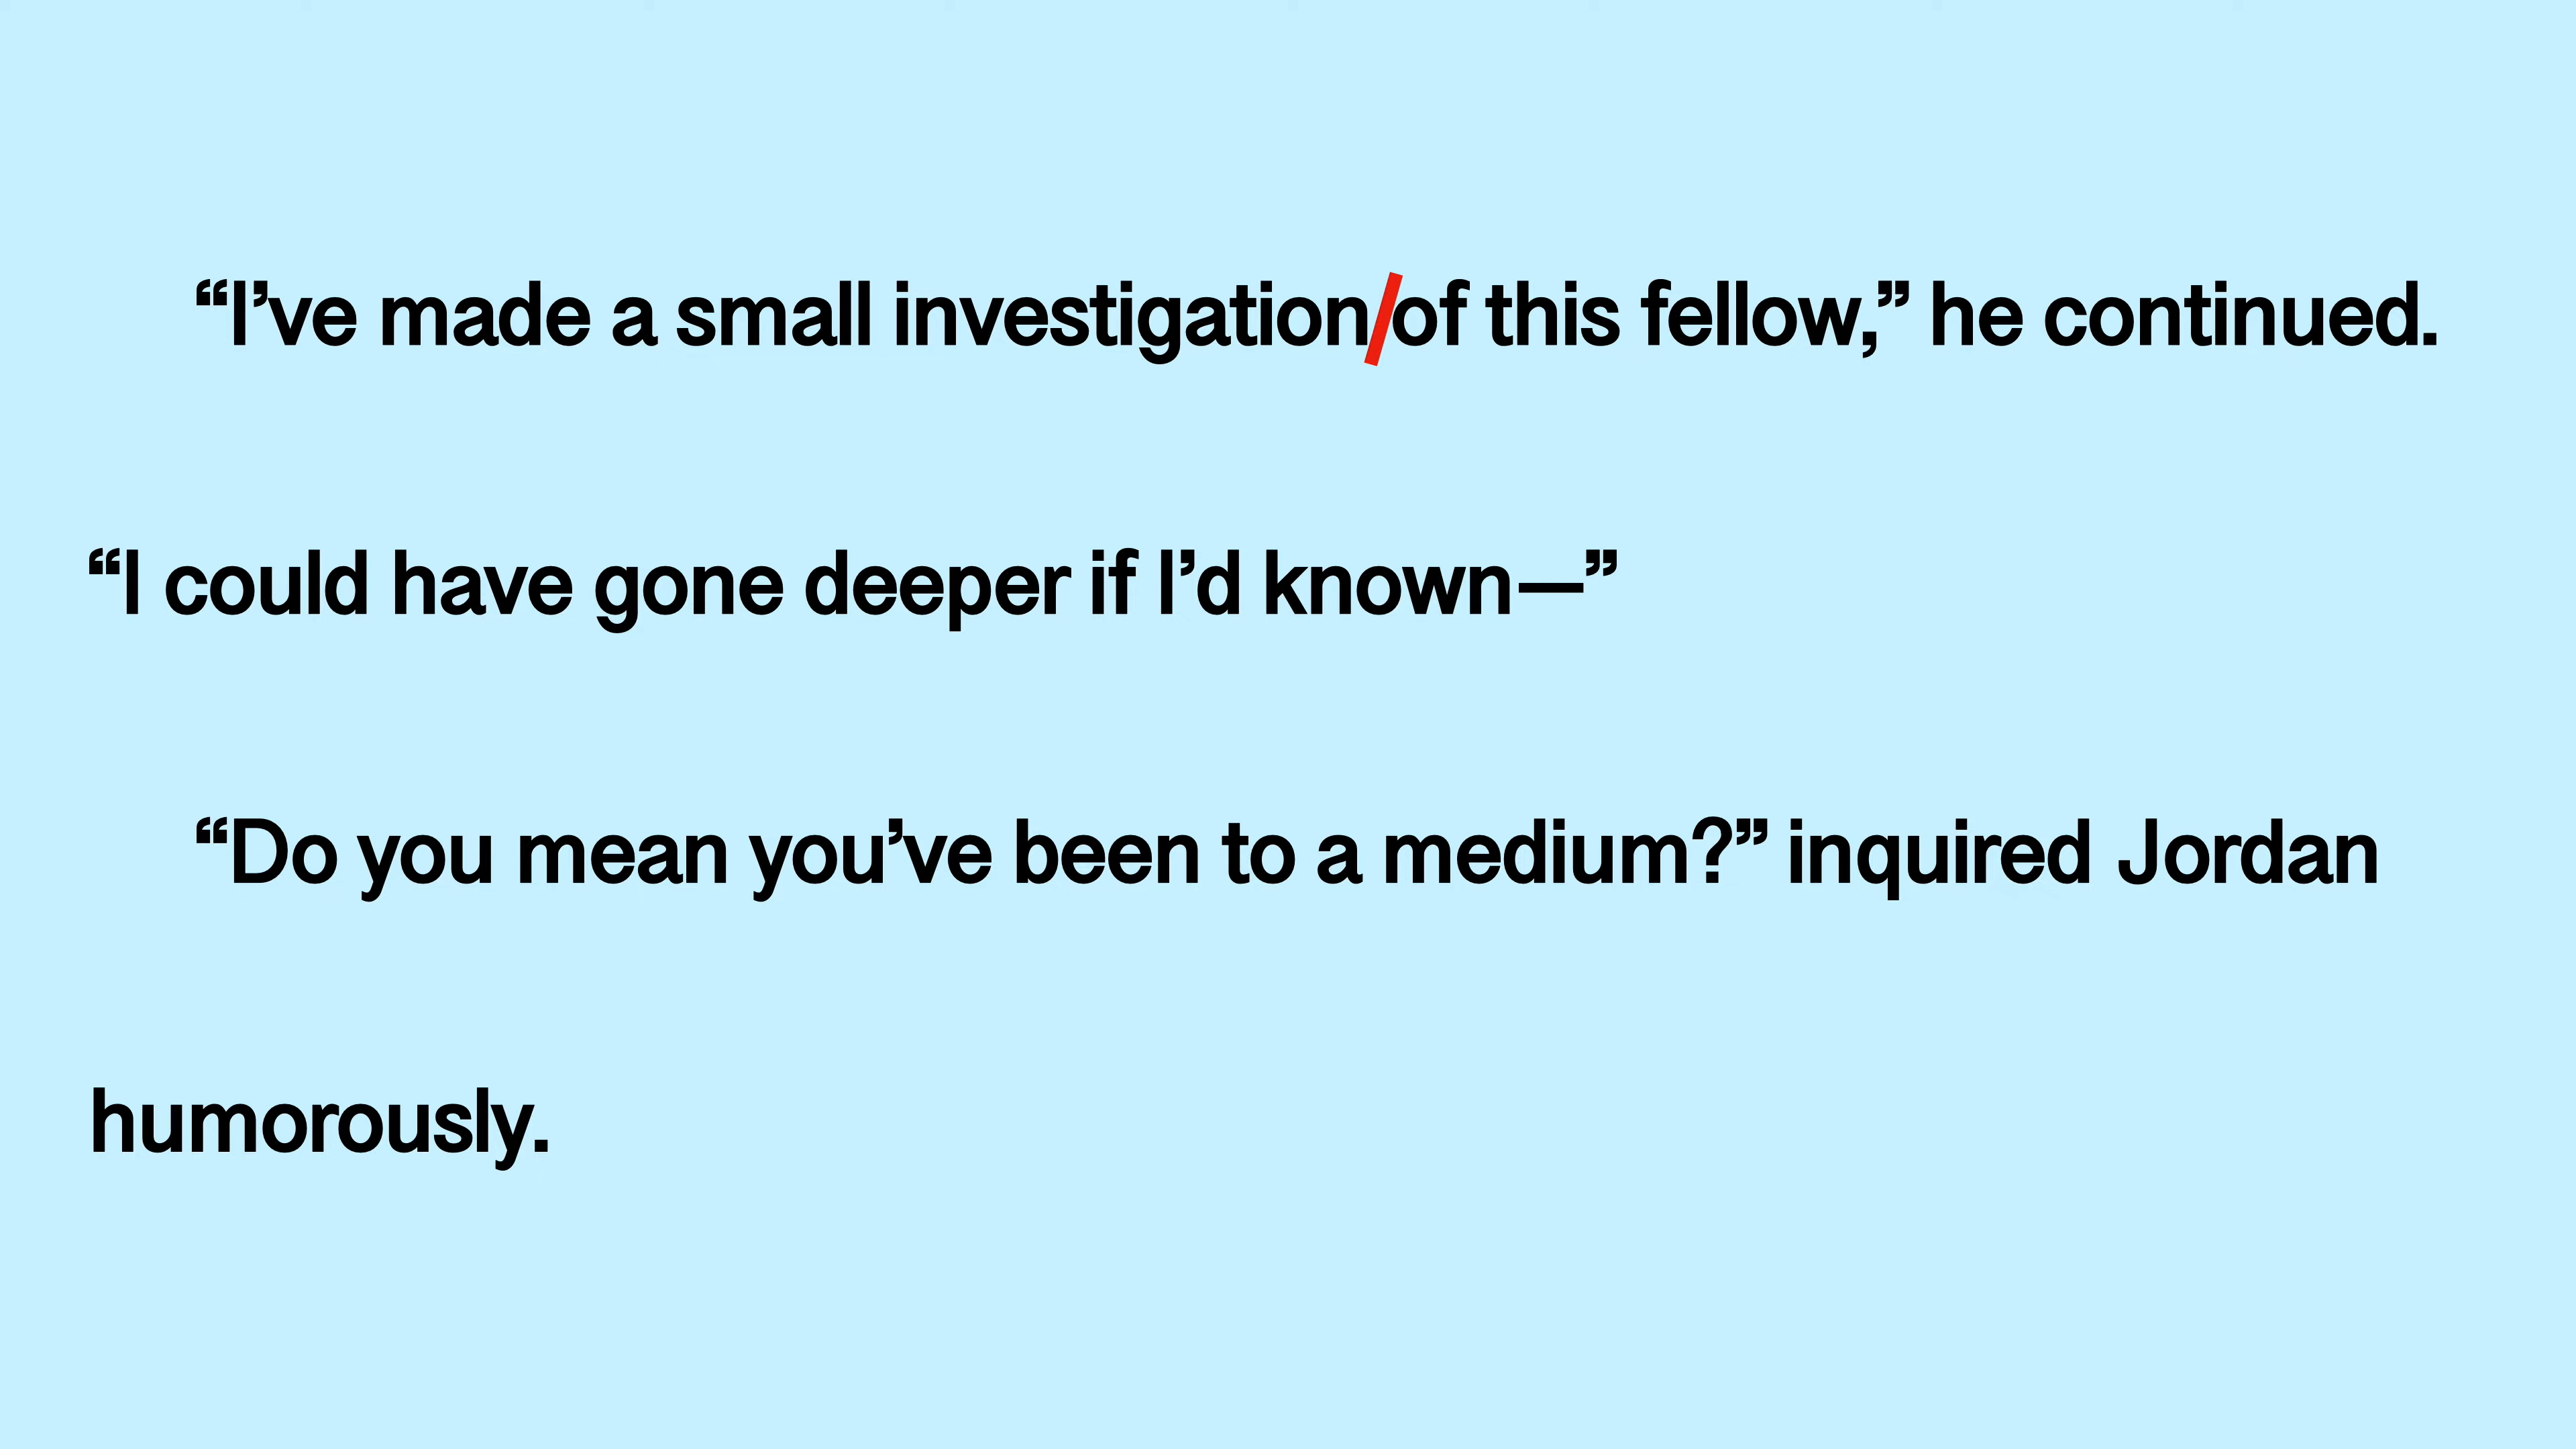 “I’ve made a small investigation/of this fellow,” he continued.
“I could have gone deeper if I’d known—”
“Do you mean you’ve been to a medium?” inquired Jordan
humorously.